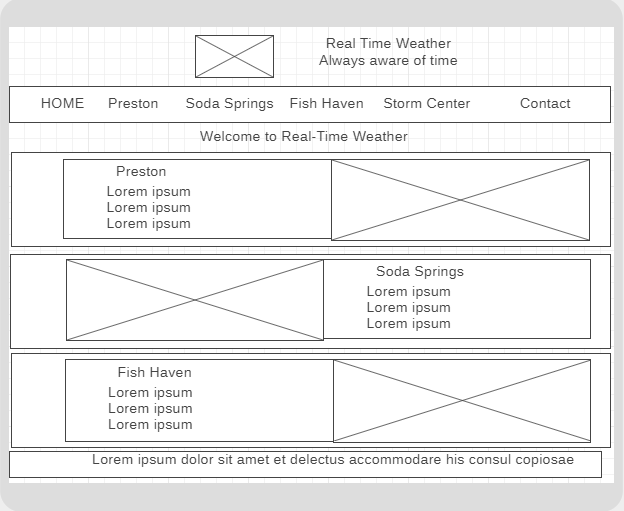 Real Time Weather
Always aware of time
HOME Preston Soda Springs Fish Haven Storm Center Contact
Welcome to Real-Time Weather
Preston
Lorem ipsum
Lorem ipsum
Lorem ipsum
Soda Springs
Lorem ipsum
Lorem ipsum
Lorem ipsum
Fish Haven
Lorem ipsum
Lorem ipsum
Lorem ipsum
Lorem ipsum dolor sit amet et delectus accommodare his consul copiosae